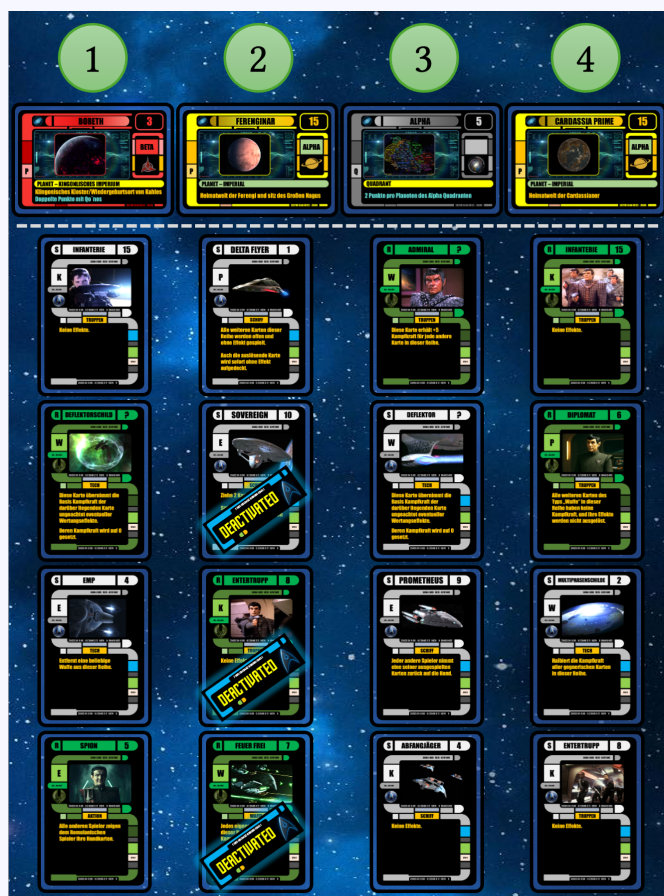 1 2 3 4
BORETH 3
BETA
P
PLANET – KINGONLISCHES IMPERIUM
Klingonisches Kloster/Wiedergeburtsort von Kahles
Doppelte Punkte mit Qo´nos
FERENGINAR 15
ALPHA
P
PLANET – IMPERIAL
Heimatwelt der Ferengi und sitz des Großen Nagus
ALPHA 5
Q
QUADRANT
2 Punkte pro Planeten des Alpha Quadranten
CARDASSIA PRIME 15
ALPHA
P
PLANET – IMPERIAL
Heimatwelt der Cardassianer
S INFANTERIE 15
K
TRUPPEN
Keine Effekte.
S DELTA FLYER 1
P
SCHIFF
Alle weiteren Karten dieser
Reihe werden offen und
ohne Effekt gespielt.
Auch die auslösende Karte
wird sofort ohne Effekt
aufgedeckt.
R ADMIRAL ?
W
TRUPPEN
Diese Karte erhält +5
Kampfkraft für jede andere
Karte in dieser Reihe.
R INFANTERIE 15
K
TRUPPEN
Keine Effekte.
R DEFLEKTORSCHILD ?
W
TECH
Diese Karte übernimmt die
Basis Kampfkraft der
darüber liegenden Karte
ungeachtet eventueller
Wertungseffekte.
Deren Kampfkraft wird auf 0
gesetzt.
S SOVEREIGN 10
E
Ziehe 2
DEACTIVATED
S DEFLEKTOR ?
W
TECH
Diese Karte übernimmt die
Basis Kampfkraft der
darüber liegenden Karte
ungeachtet eventueller
Wertungseffekte.
Deren Kampfkraft wird auf 0
gesetzt.
R DIPLOMAT 6
P
TRUPPEN
Alle weiteren Karten des
Typs „Waffe“ in dieser
Reihe haben keine
Kampfkraft, und ihre Effekte
werden nicht ausgelöst.
S EMP 4
E
TECH
Entfernt eine beliebige
Waffe aus dieser Reihe.
R ENTERTRUPP 8
K
Keine
DEACTIVATED
S PROMETHEUS 9
E
SCHIFF
Jeder andere Spieler nimmt
eine seiner ausgespielten
Karten zurück auf die Hand.
S MULTIPHASENSCHILDE 2
W
TECH
Halbiert die Kampfkraft
aller gegnerischen Karten
in dieser Reihe.
R SPION 5
E
AKTION
Alle anderen Spieler zeigen
dem Romulanischen
Spieler ihre Handkarten.
R FEUER FREI 7
W
DEACTIVATED
S ABFANGJÄGER 4
K
SCHIFF
Keine Effekte.
S ENTERTRUPP 8
K
TRUPPEN
Keine Effekte.